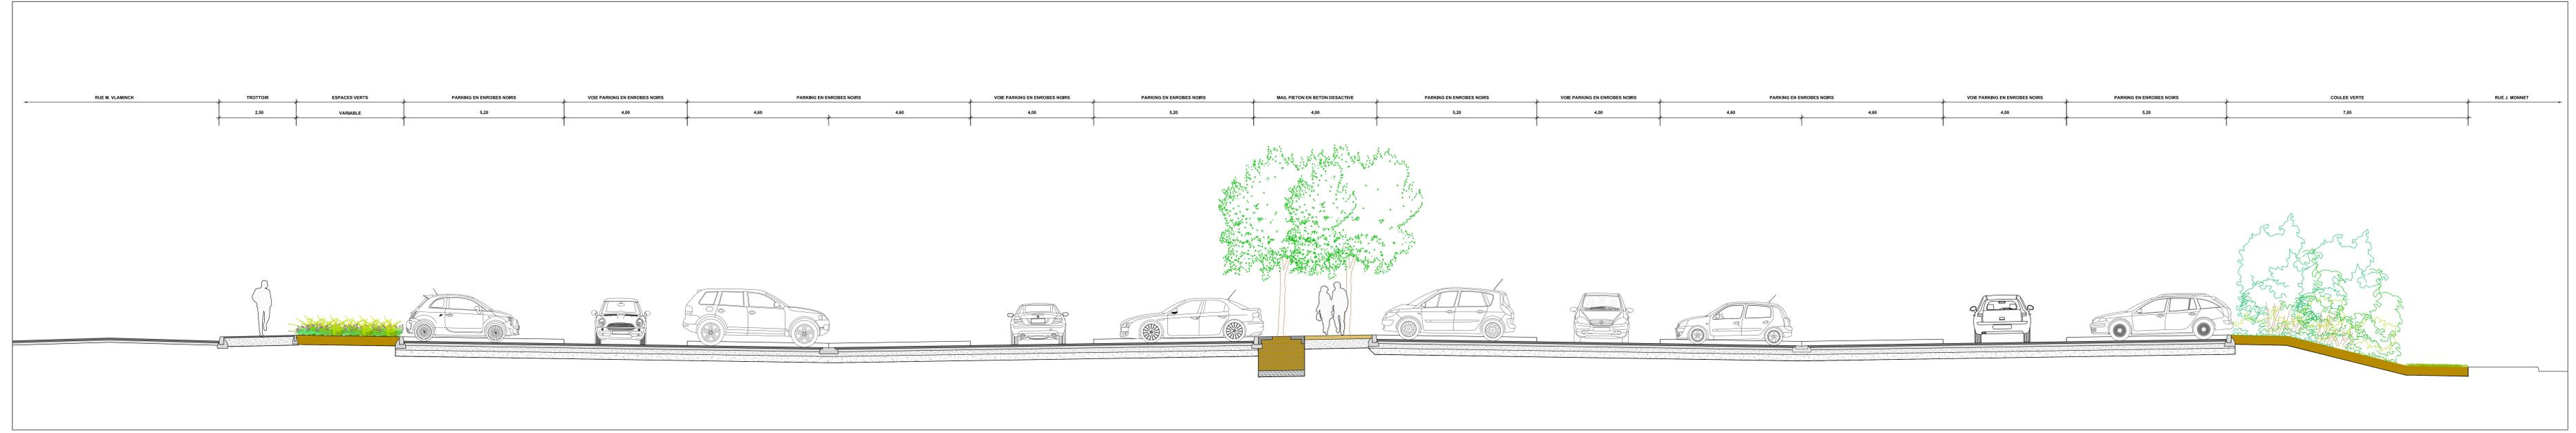 RUE M. VLAMINCK
TROTTOIR
ESPACES VERTS
PARKING EN ENROBES NOIRS
VOIE PARKING EN ENROBES NOIRS
PARKING EN ENROBES NOIRS
VOIE PARKING EN ENROBES NOIRS
PARKING EN ENROBES NOIRS
MAIL PIETON EN BETON DESACTIVE
PARKING EN ENROBES NOIRS
VOIE PARKING EN ENROBES NOIRS
PARKING EN ENROBES NOIRS
VOIE PARKING EN ENROBES NOIRS
PARKING EN ENROBES NOIRS
COULEE VERTE
RUE J. MONNET
2,50
VARIABLE
5,20
4,00
4,60
4,60
4,00
5,20
4,00
5,20
4,00
4,60
4,60
4,00
5,20